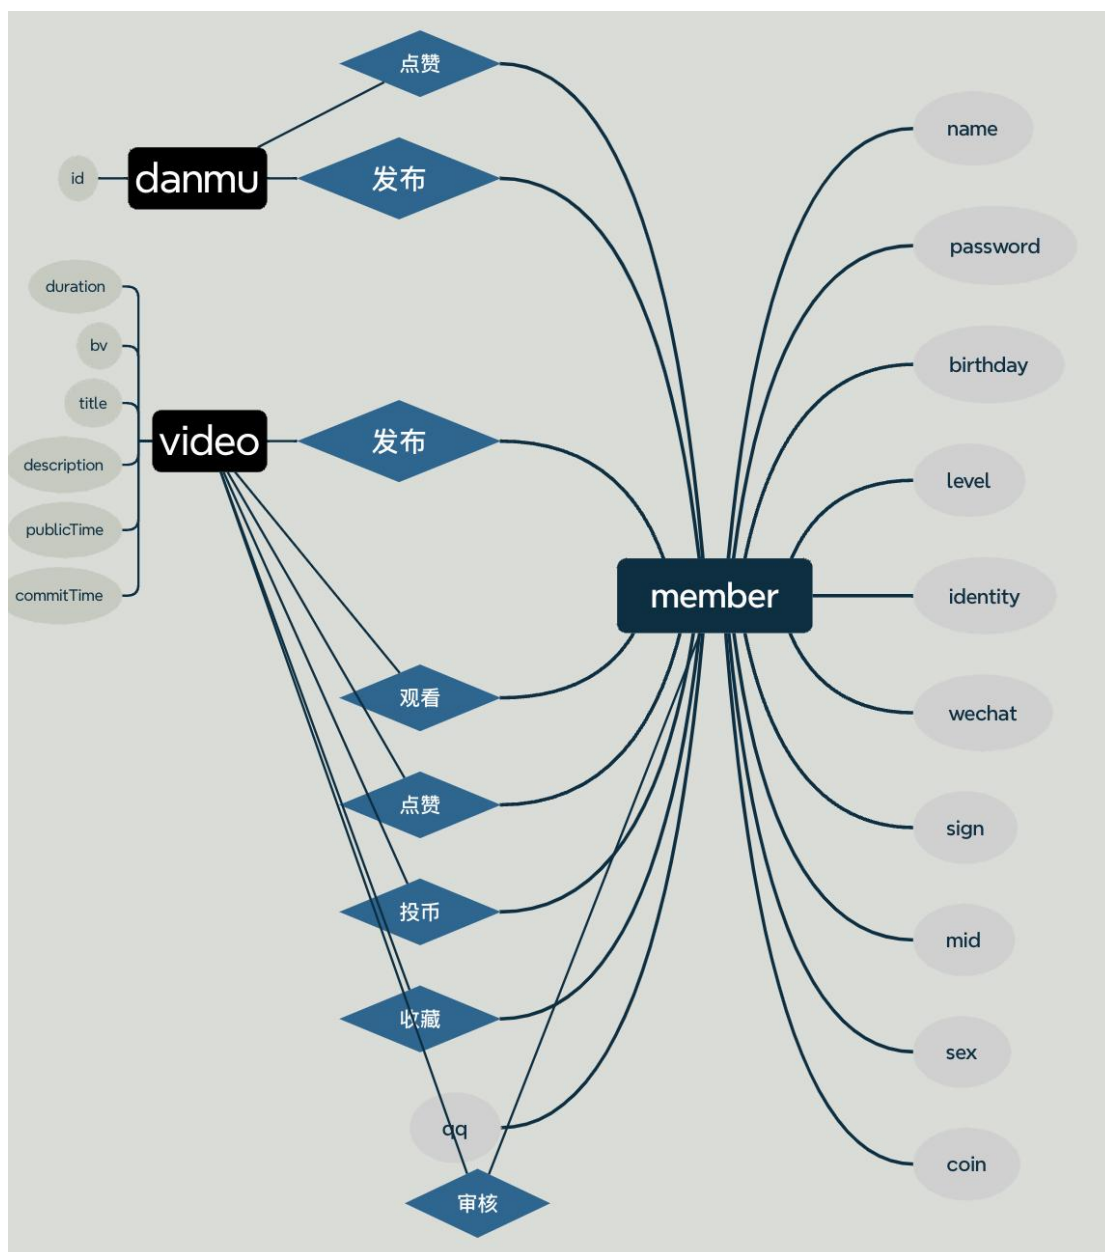 点赞
name
id
danmu
发布
password
duration
bv
birthday
title
video
发布
description
level
publicTime
commitTime
member
identity
观看
wechat
点赞
sign
投币
mid
收藏
sex
qq
coin
审核